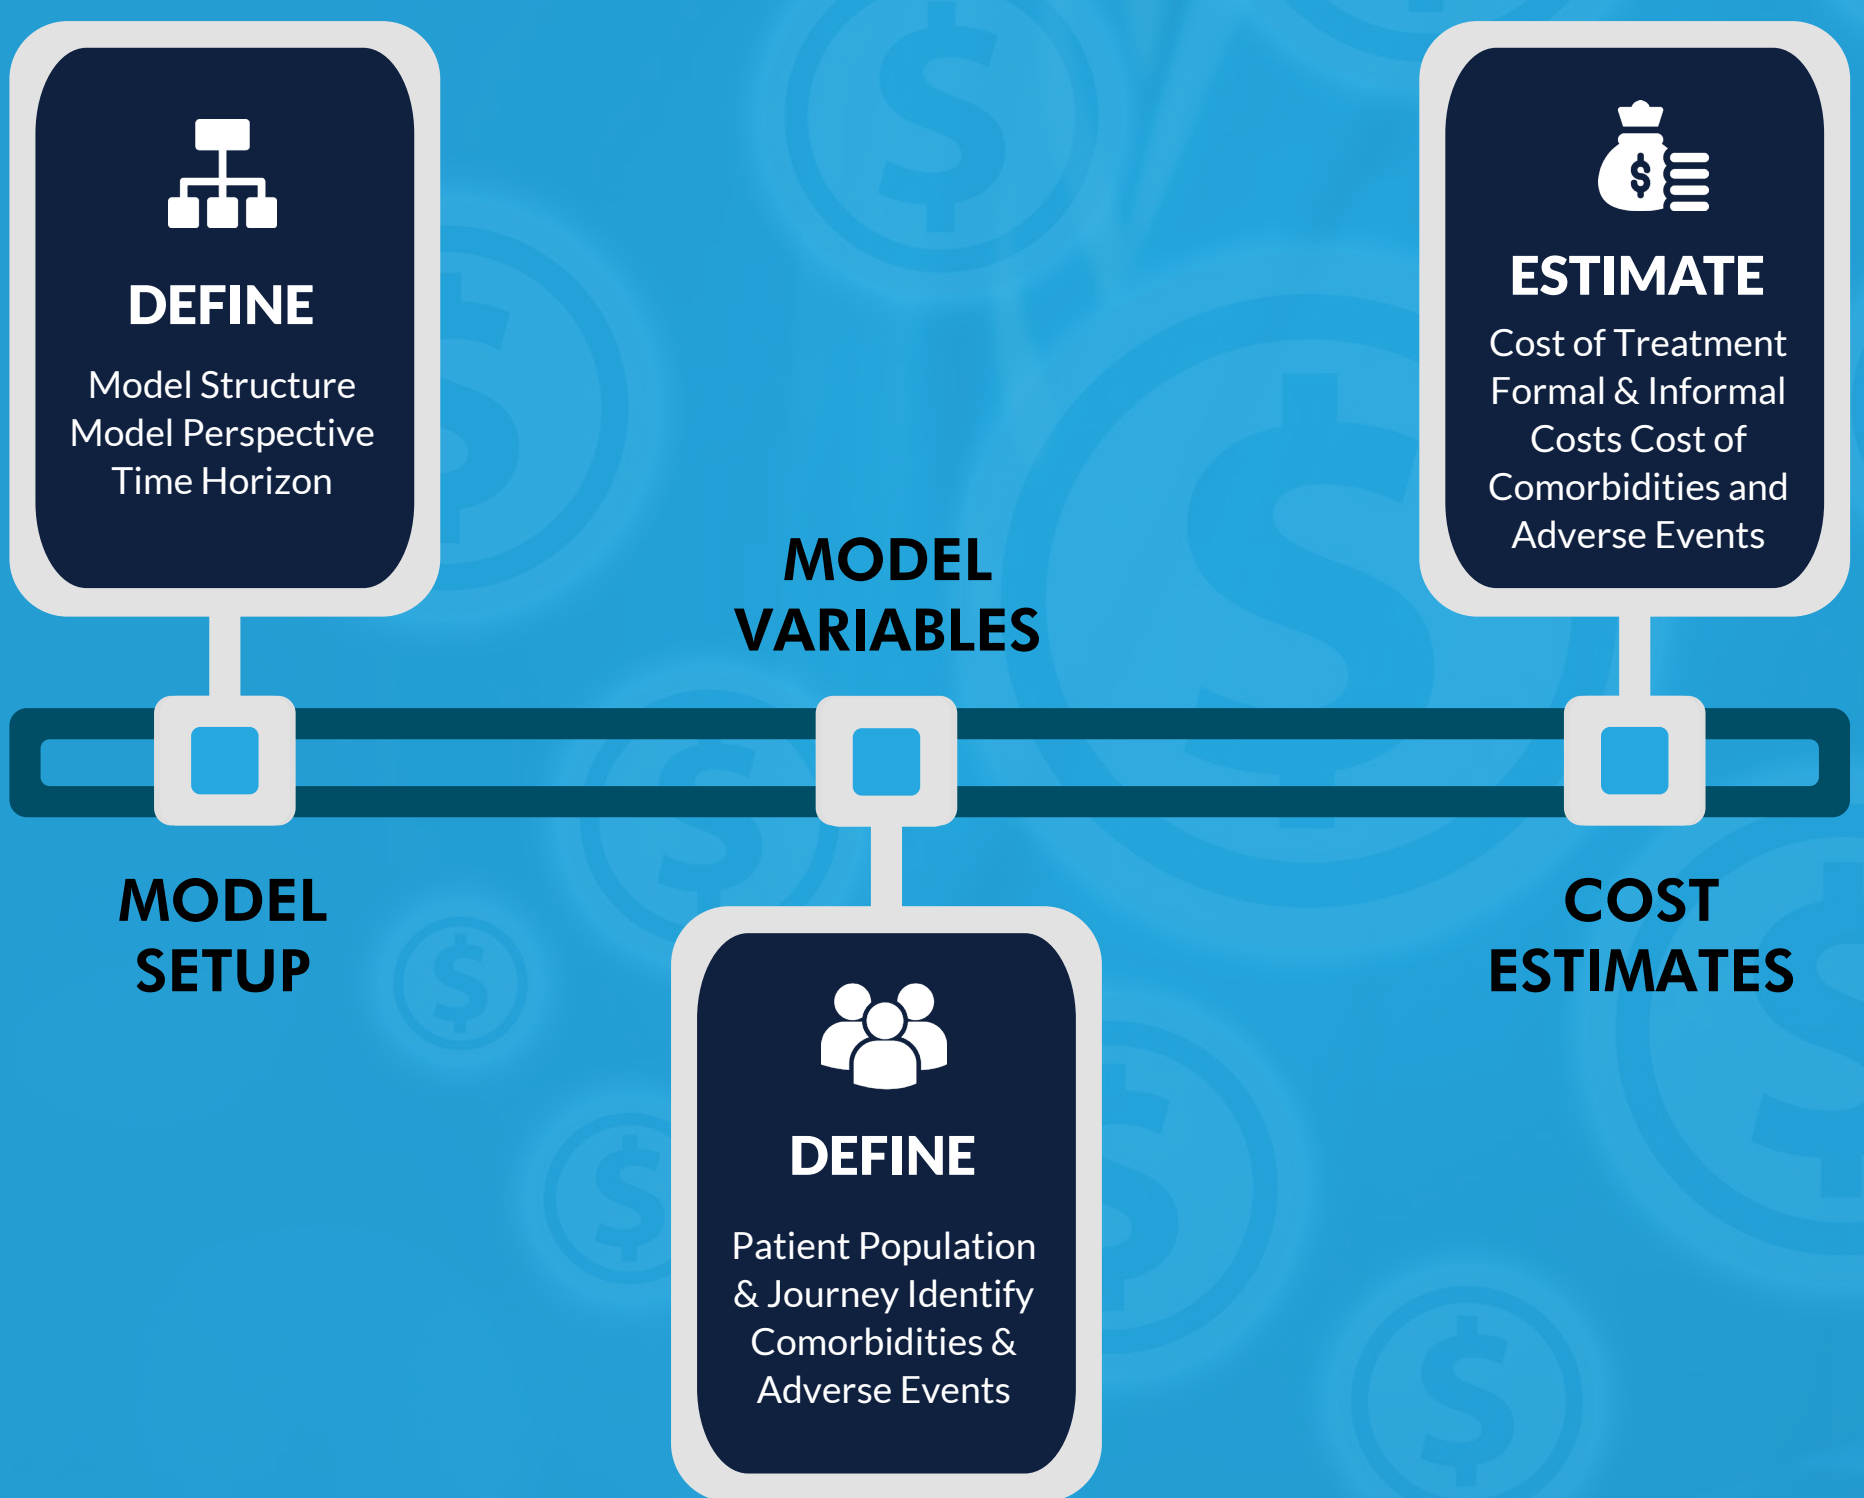 DEFINE
Model Structure
Model Perspective
Time Horizon
MODEL
SETUP
MODEL
VARIABLES
DEFINE
Patient Population
& Journey Identify
Comorbidities &
Adverse Events
ESTIMATE
Cost of Treatment
Formal & Informal
Costs Cost of
Comorbidities and
Adverse Events
COST
ESTIMATES